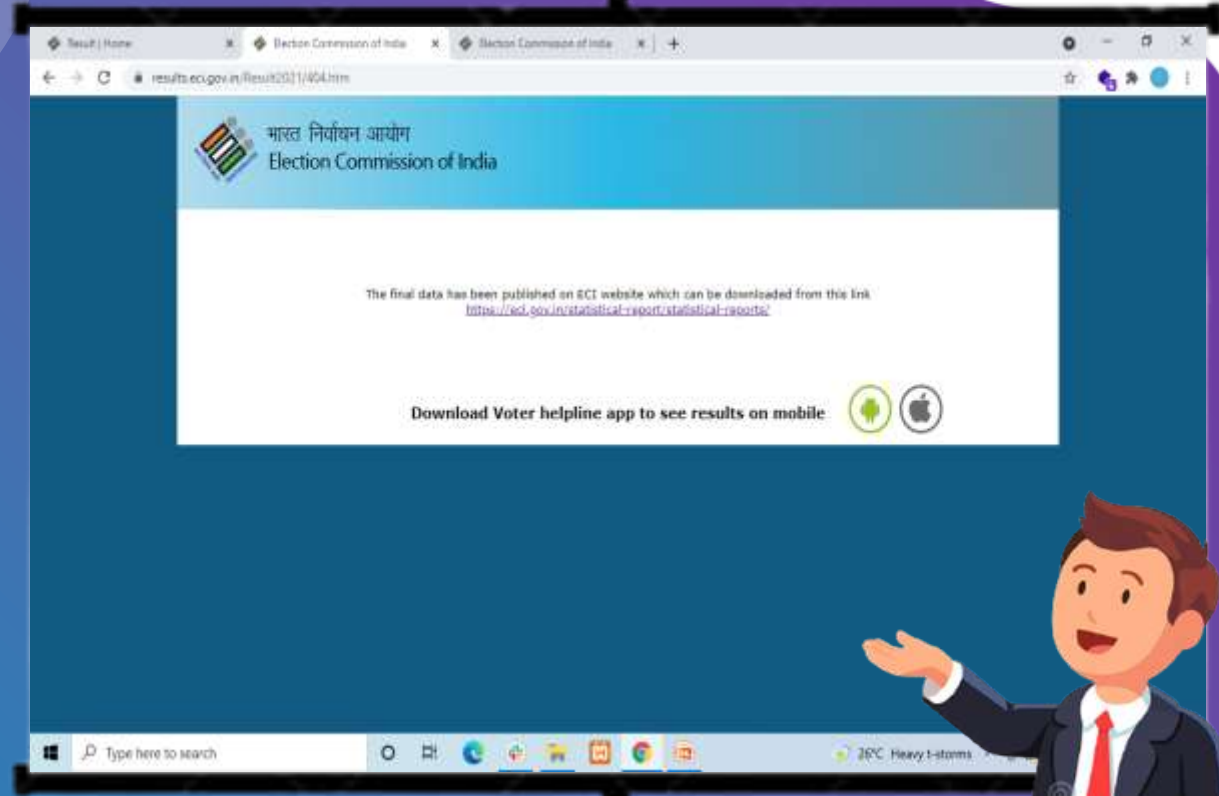 Result | Home
Election Commission of India
Election Commission of India
results.eci.gov.in/Result2021/404.htm
भारत निर्वाचन आयोग
Election Commission of India
The final data has been published on ECI website which can be downloaded from this link
https://eci.gov.in/statistical-report/statistical-reports/
Download Voter helpline app to see results on mobile
Type here to search
26°C Heavy t-storms